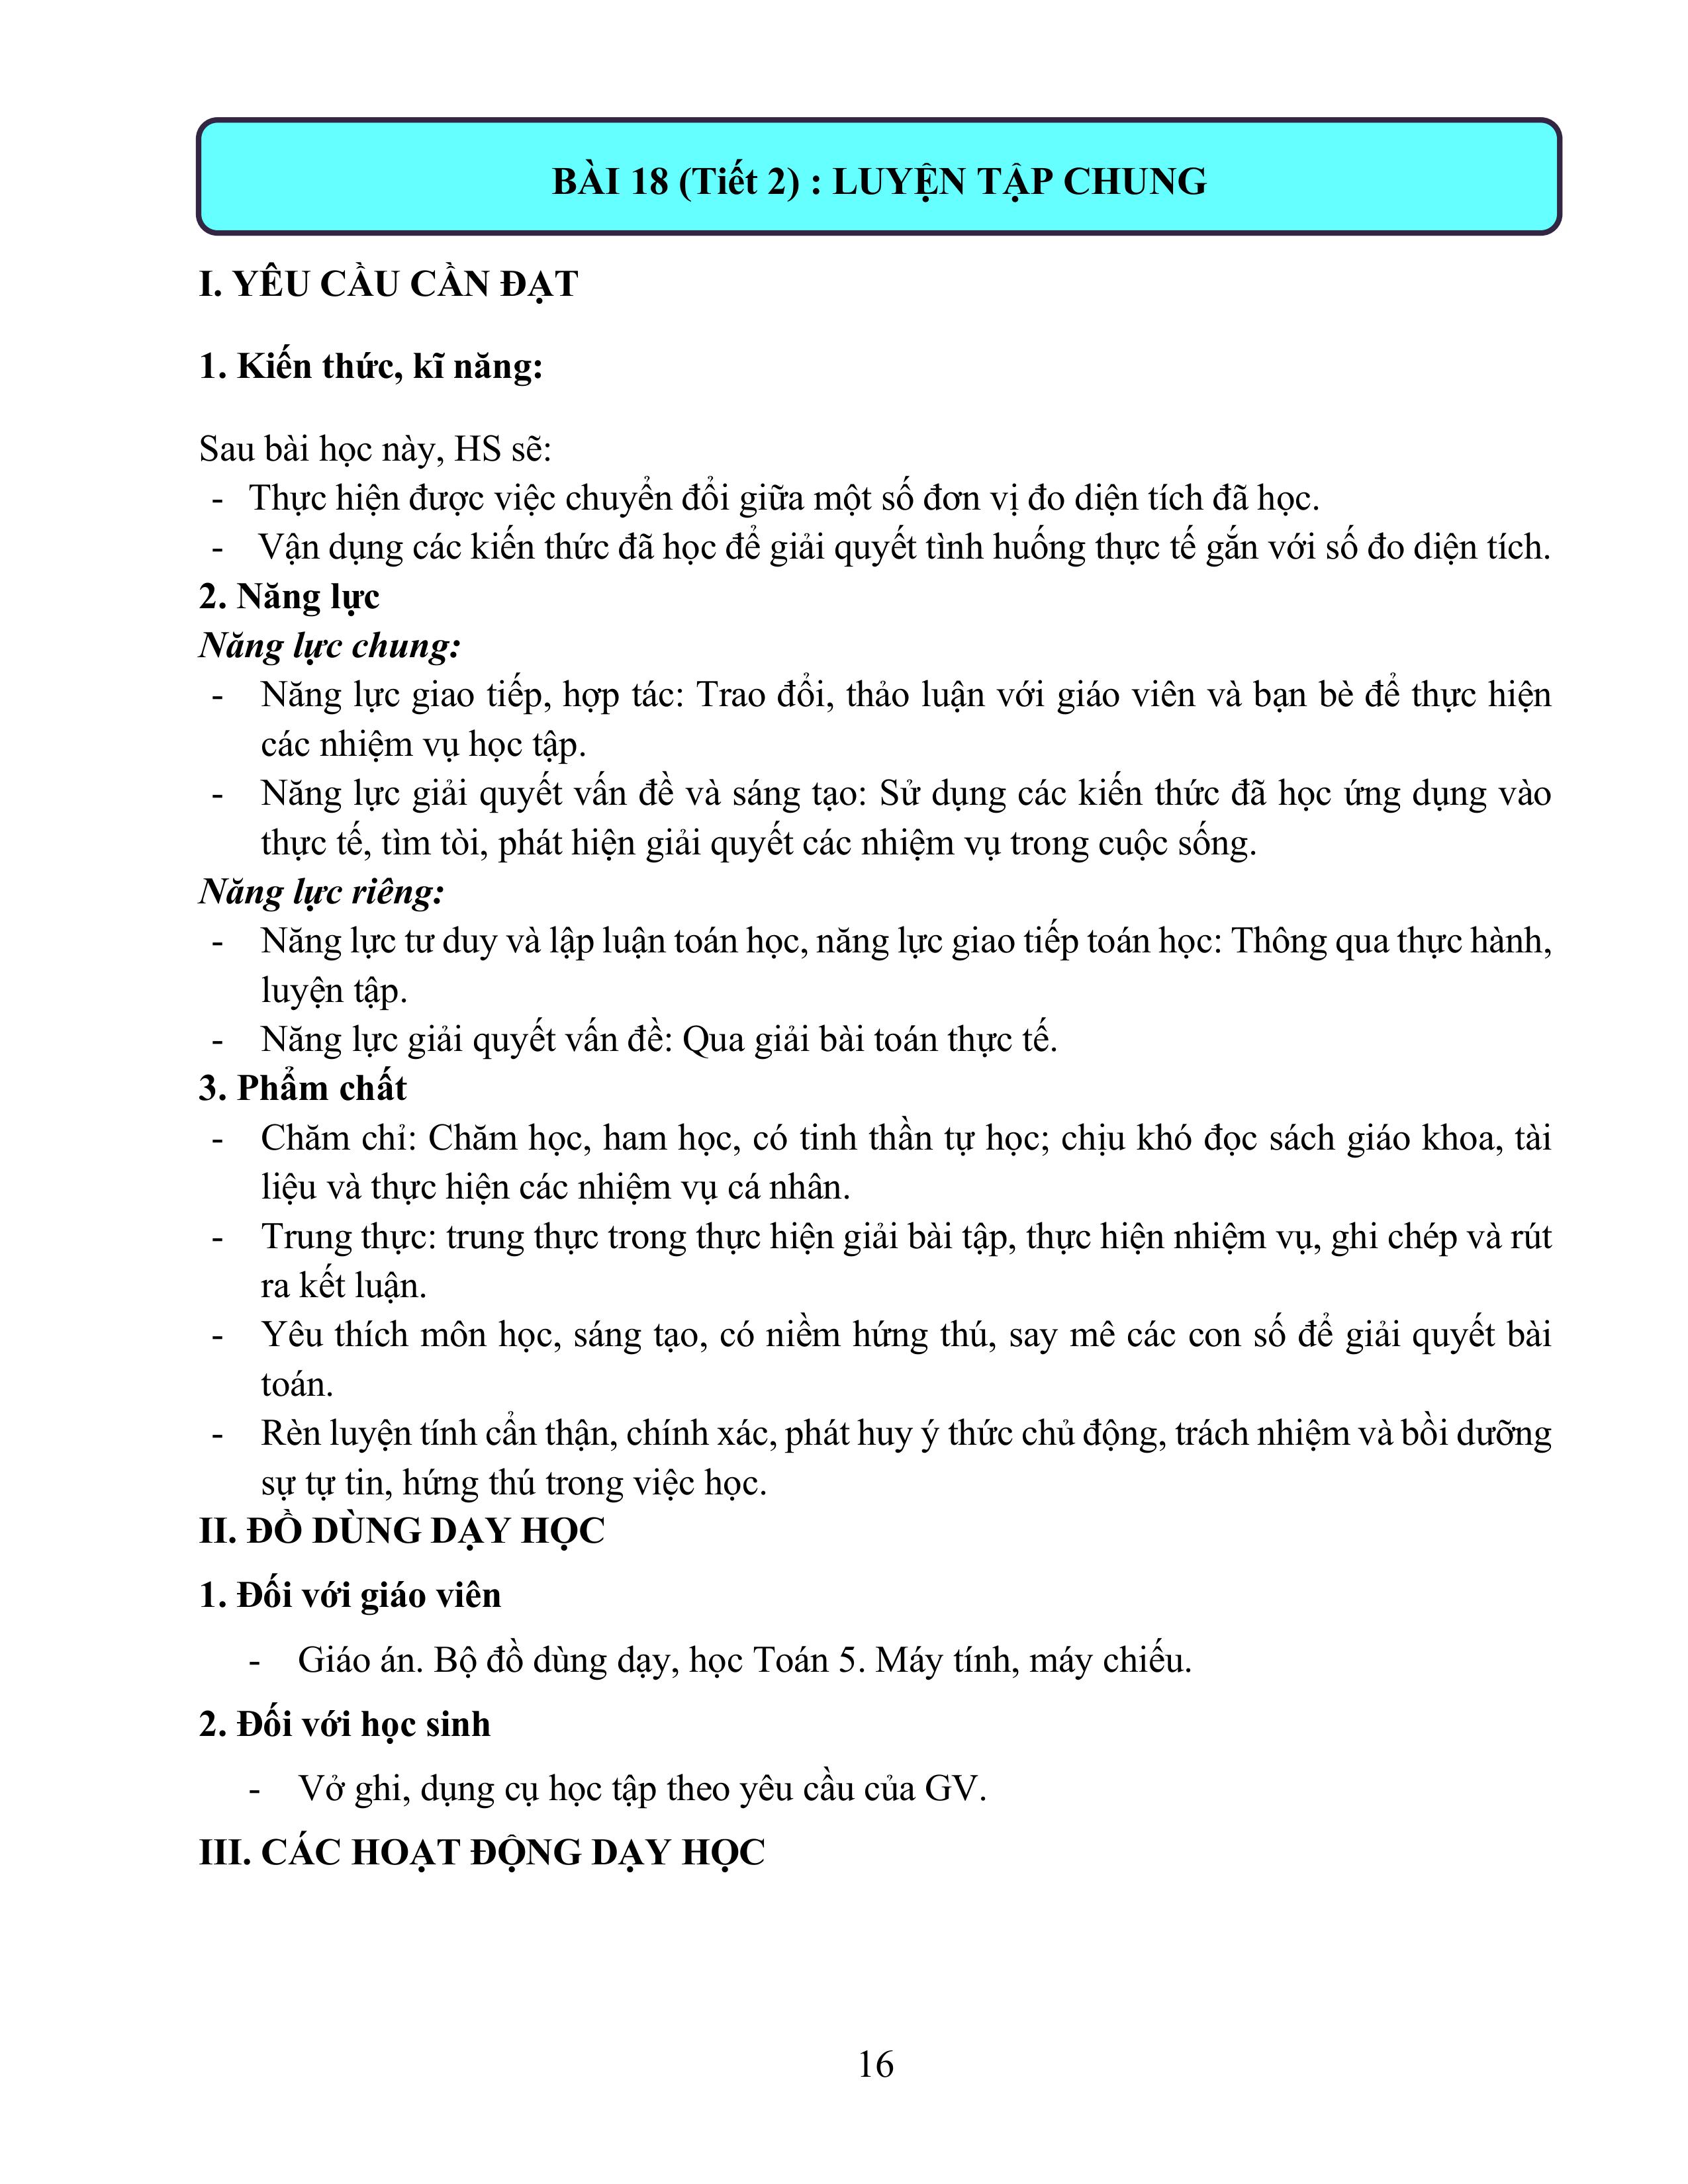 BÀI 18 (Tiết 2) : LUYỆN TẬP CHUNG
I. YÊU CẦU CẦN ĐẠT
1. Kiến thức, kĩ năng:
Sau bài học này, HS sẽ:
- Thực hiện được việc chuyển đổi giữa một số đơn vị đo diện tích đã học.
- Vận dụng các kiến thức đã học để giải quyết tình huống thực tế gắn với số đo diện tích.
2. Năng lực
Năng lực chung:
- Năng lực giao tiếp, hợp tác: Trao đổi, thảo luận với giáo viên và bạn bè để thực hiện
các nhiệm vụ học tập.
- Năng lực giải quyết vấn đề và sáng tạo: Sử dụng các kiến thức đã học ứng dụng vào
thực tế, tìm tòi, phát hiện giải quyết các nhiệm vụ trong cuộc sống.
Năng lực riêng:
- Năng lực tư duy và lập luận toán học, năng lực giao tiếp toán học: Thông qua thực hành,
luyện tập.
- Năng lực giải quyết vấn đề: Qua giải bài toán thực tế.
3. Phẩm chất
- Chăm chỉ: Chăm học, ham học, có tinh thần tự học; chịu khó đọc sách giáo khoa, tài
liệu và thực hiện các nhiệm vụ cá nhân.
- Trung thực: trung thực trong thực hiện giải bài tập, thực hiện nhiệm vụ, ghi chép và rút
ra kết luận.
- Yêu thích môn học, sáng tạo, có niềm hứng thú, say mê các con số để giải quyết bài
toán.
- Rèn luyện tính cẩn thận, chính xác, phát huy ý thức chủ động, trách nhiệm và bồi dưỡng
sự tự tin, hứng thú trong việc học.
II. ĐỒ DÙNG DẠY HỌC
1. Đối với giáo viên
- Giáo án. Bộ đồ dùng dạy, học Toán 5. Máy tính, máy chiếu.
2. Đối với học sinh
- Vở ghi, dụng cụ học tập theo yêu cầu của GV.
III. CÁC HOẠT ĐỘNG DẠY HỌC
16